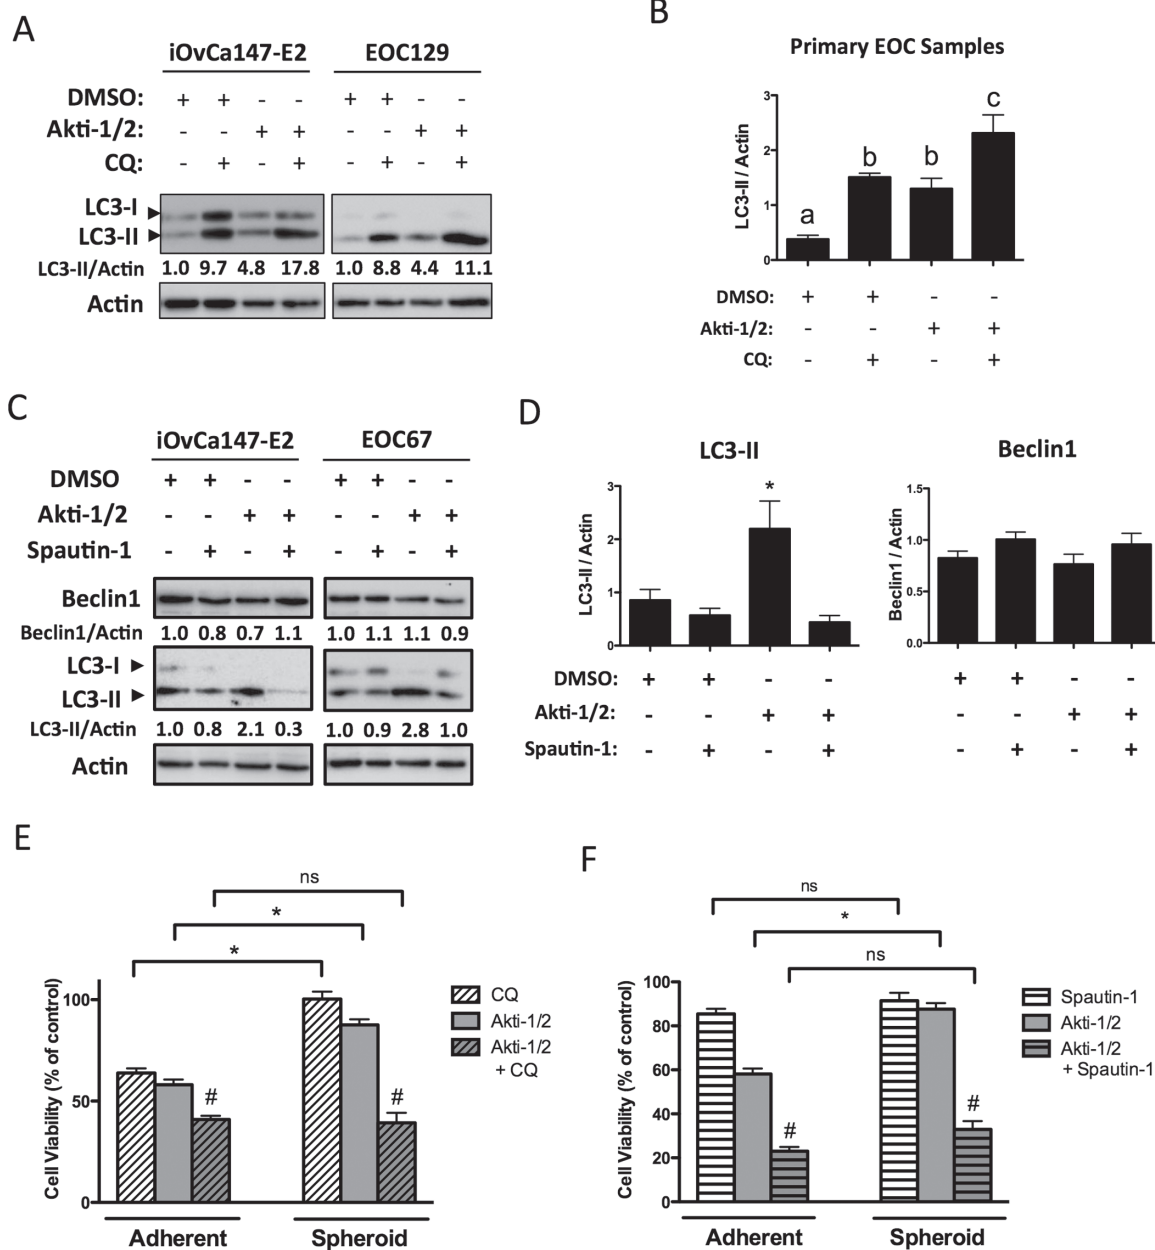 A
iOvCa147-E2 EOC129
DMSO: + + - - + + - -
Akti-1/2: - - + + - - + +
CQ: - + - + - + - +
LC3-I
LC3-II
LC3-II/Actin 1.0 9.7 4.8 17.8 1.0 8.8 4.4 11.1
Actin
B
Primary EOC Samples
LC3-II / Actin
3
2
1
0
a b b c
DMSO: + + - -
Akti-1/2: - - + +
CQ: - + - +
C
iOvCa147-E2 EOC67
DMSO + + - - + + - -
Akti-1/2 - - + + - - + +
Spautin-1 - + - + - + - +
Beclin1
Beclin1/Actin 1.0 0.8 0.7 1.1 1.0 1.1 1.1 0.9
LC3-I
LC3-II
LC3-II/Actin 1.0 0.8 2.1 0.3 1.0 0.9 2.8 1.0
Actin
D
LC3-II
LC3-II / Actin
3
2
1
0
*
Beclin1
Beclin1 / Actin
1.5
1.0
0.5
0.0
DMSO: + + - - + + - -
Akti-1/2: - - + + - - + +
Spautin-1: - + - + - + - +
E
ns
*
*
Cell Viability (% of control)
100
50
0
# #
CQ
Akti-1/2
Akti-1/2
+ CQ
Adherent Spheroid
F
ns
*
ns
Cell Viability (% of control)
100
80
60
40
20
0
# #
Spautin-1
Akti-1/2
Akti-1/2
+ Spautin-1
Adherent Spheroid